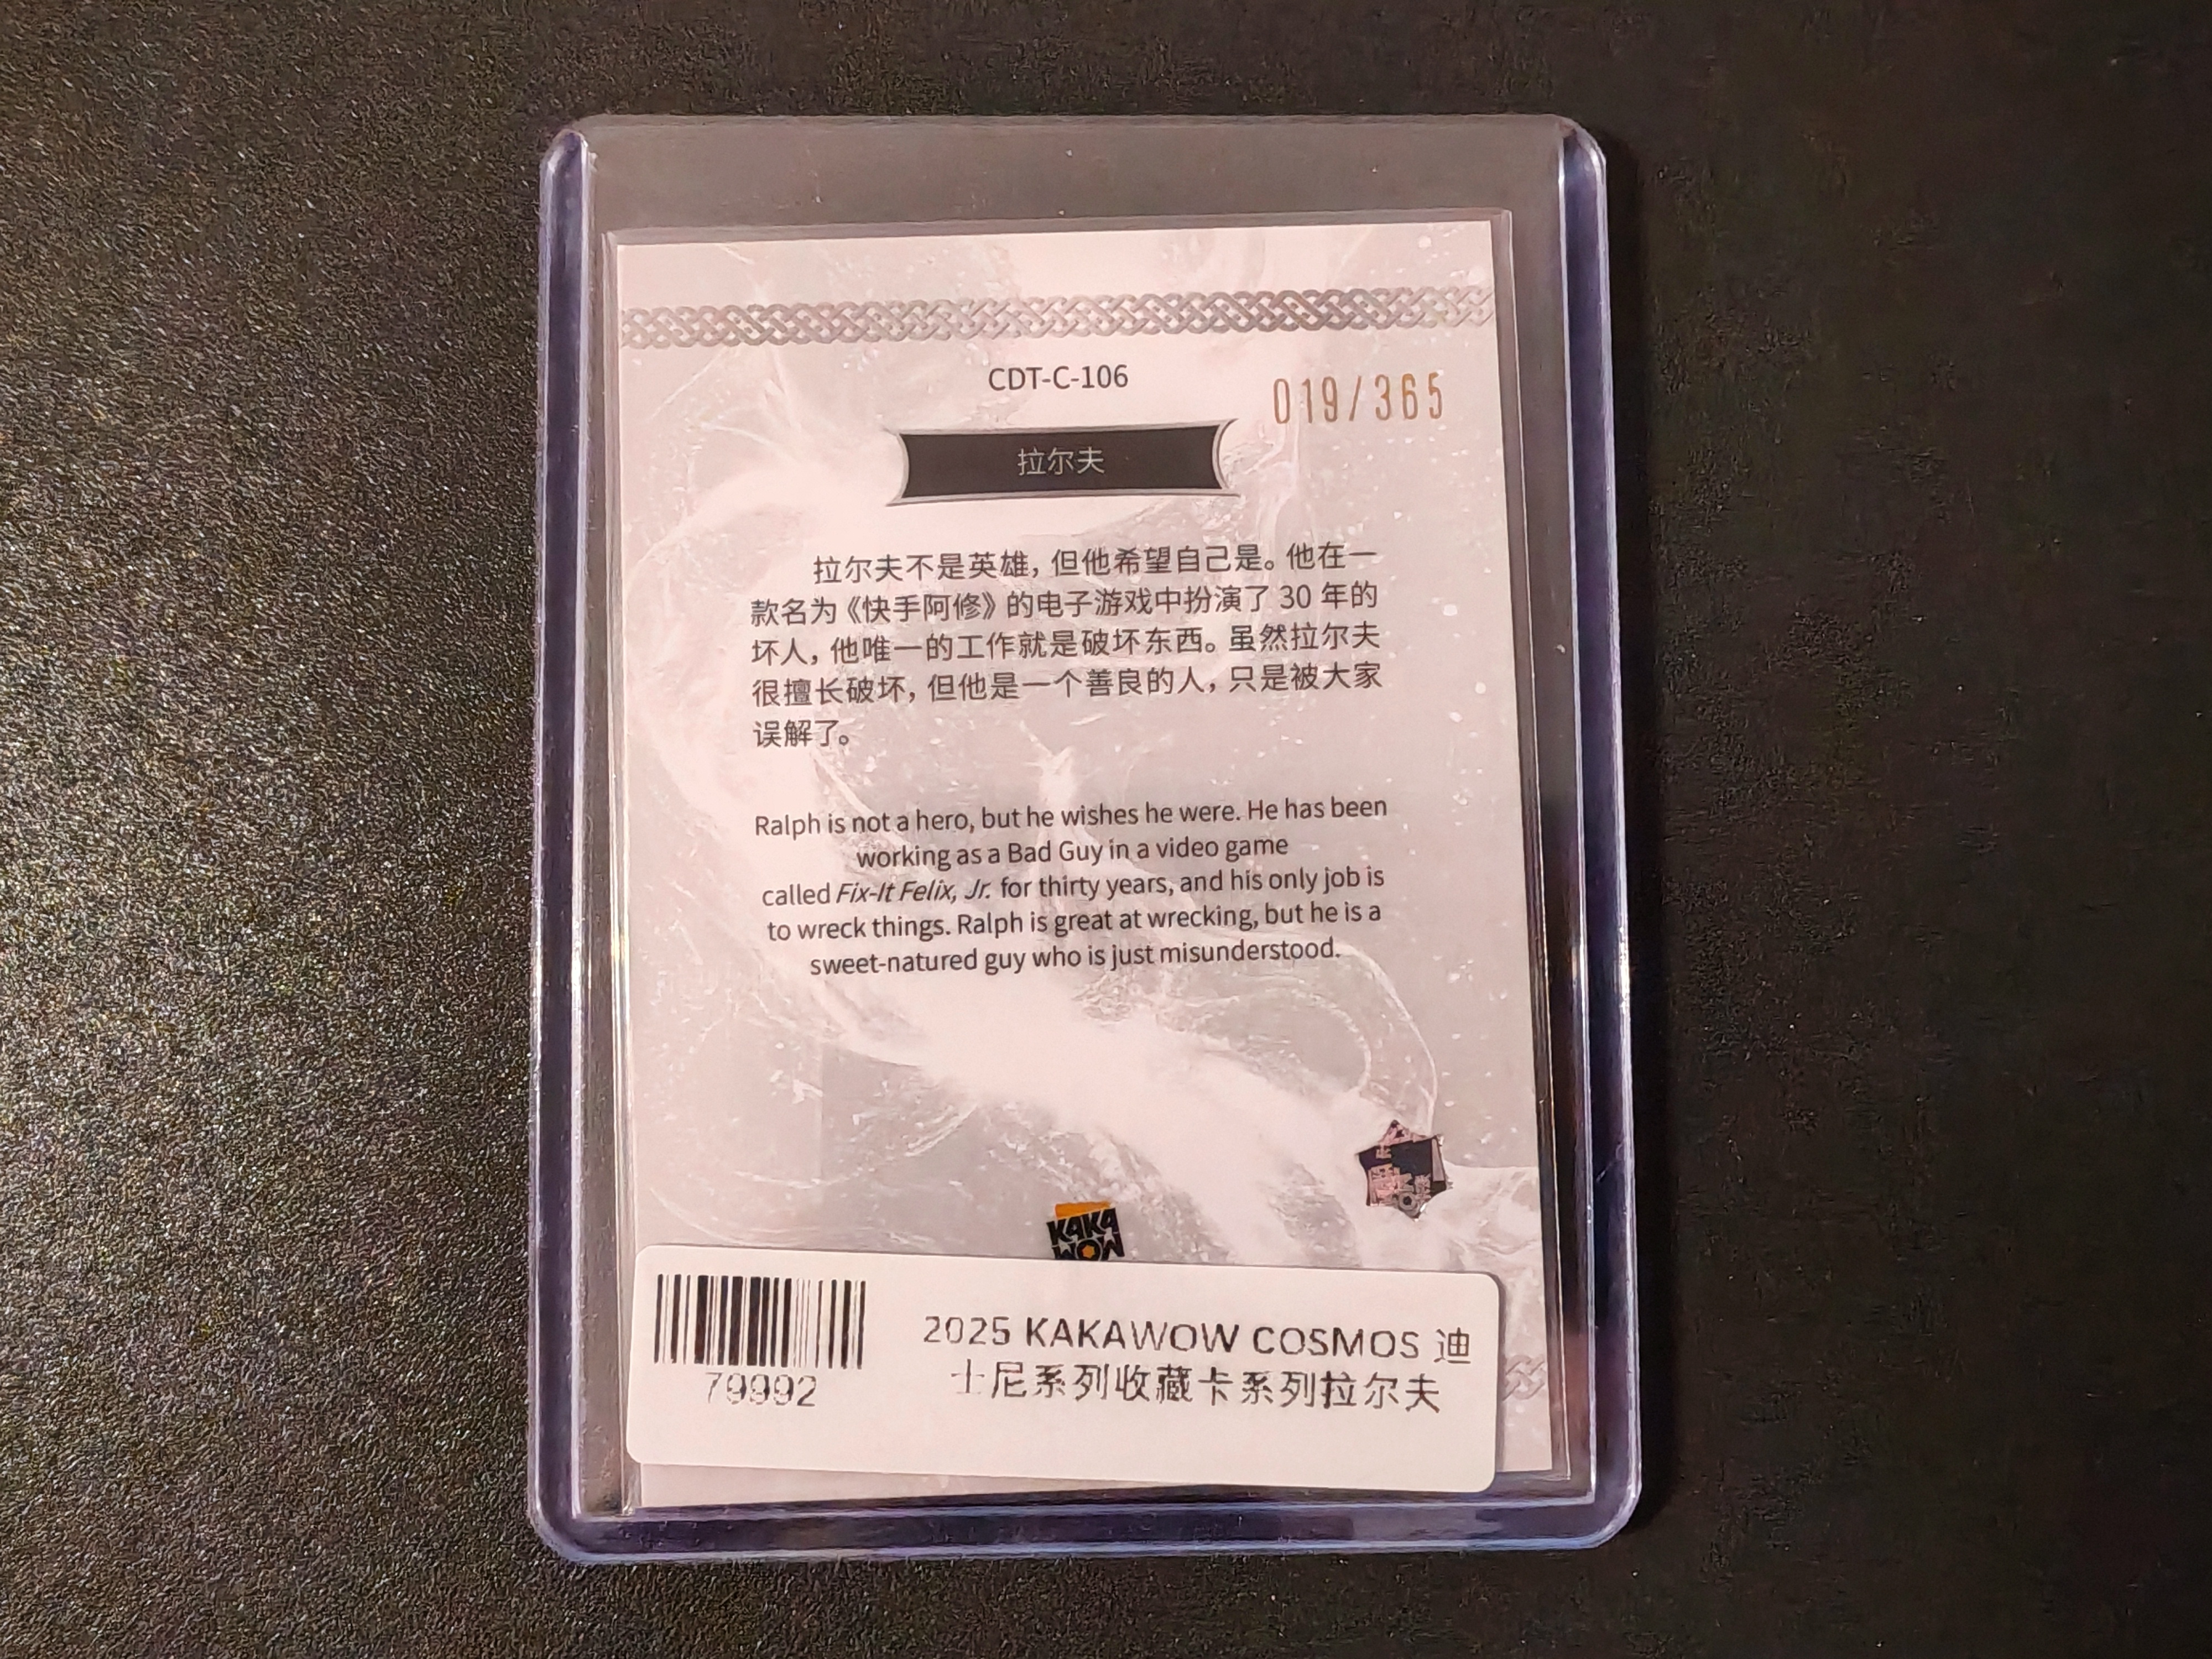 CDT-C-106
019/365
拉尔夫
拉尔夫不是英雄，但他希望自己是。他在一
款名为《快手阿修》的电子游戏中扮演了 30 年的
坏人，他唯一的工作就是破坏东西。虽然拉尔夫
很擅长破坏，但他是一个善良的人，只是被大家
误解了。
Ralph is not a hero, but he wishes he were. He has been
working as a Bad Guy in a video game
called Fix-It Felix, Jr. for thirty years, and his only job is
to wreck things. Ralph is great at wrecking, but he is a
sweet-natured guy who is just misunderstood.
KAKA
WOW
79992
2025 KAKAWOW COSMOS 迪
士尼系列收藏卡系列拉尔夫